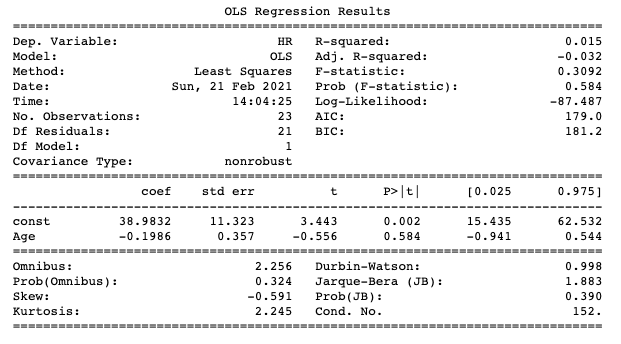 OLS Regression Results
==============================================================================
Dep. Variable: HR R-squared: 0.015
Model: OLS Adj. R-squared: -0.032
Method: Least Squares F-statistic: 0.3092
Date: Sun, 21 Feb 2021 Prob (F-statistic): 0.584
Time: 14:04:25 Log-Likelihood: -87.487
No. Observations: 23 AIC: 179.0
Df Residuals: 21 BIC: 181.2
Df Model: 1
Covariance Type: nonrobust
==============================================================================
coef std err t P>|t| [0.025 0.975]
------------------------------------------------------------------------------
const 38.9832 11.323 3.443 0.002 15.435 62.532
Age -0.1986 0.357 -0.556 0.584 -0.941 0.544
==============================================================================
Omnibus: 2.256 Durbin-Watson: 0.998
Prob(Omnibus): 0.324 Jarque-Bera (JB): 1.883
Skew: -0.591 Prob(JB): 0.390
Kurtosis: 2.245 Cond. No. 152.
==============================================================================